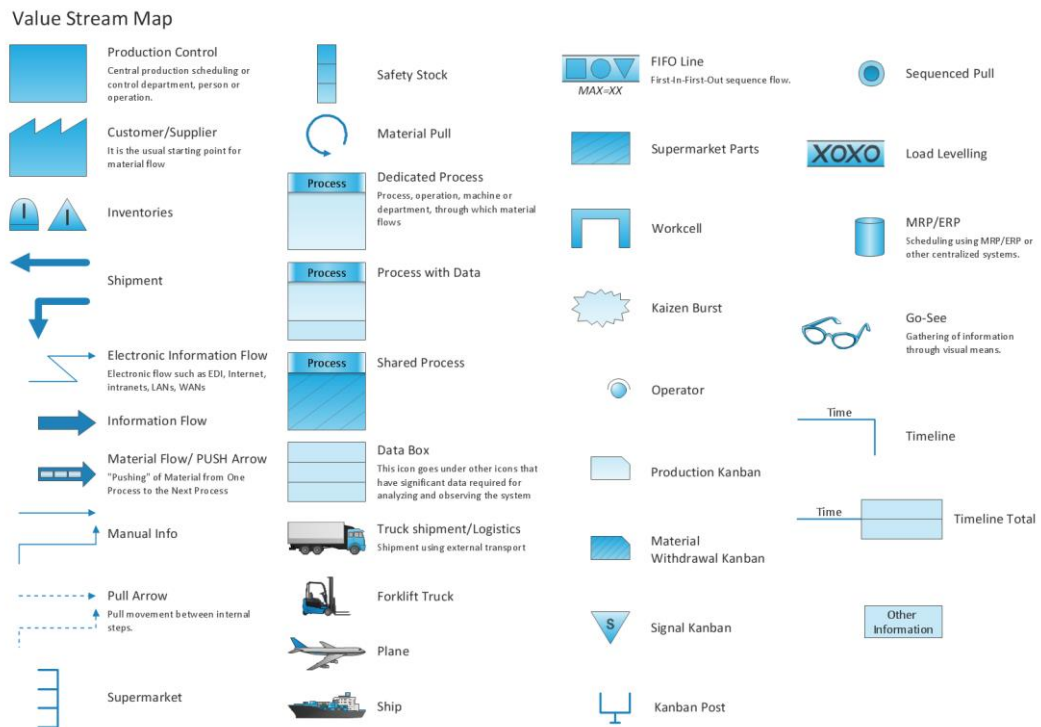 Value Stream Map
Production Control
Central production scheduling or
control department, person or
operation.
Customer/Supplier
It is the usual starting point for
material flow
I
I
Inventories
Shipment
Electronic Information Flow
Electronic flow such as EDI, Internet,
intranets, LANs, WANs
Information Flow
Material Flow/ PUSH Arrow
"Pushing" of Material from One
Process to the Next Process
Manual Info
Pull Arrow
Pull movement between internal
steps.
Supermarket
Safety Stock
Material Pull
Process
Dedicated Process
Process, operation, machine or
department, through which material
flows
Process
Process with Data
Process
Shared Process
Data Box
This icon goes under other icons that
have significant data required for
analyzing and observing the system
Truck shipment/Logistics
Shipment using external transport
Forklift Truck
Plane
Ship
MAX=XX
FIFO Line
First-In-First-Out sequence flow.
Supermarket Parts
Workcell
Kaizen Burst
Operator
Production Kanban
Material
Withdrawal Kanban
S
Signal Kanban
Kanban Post
Sequenced Pull
XOXO
Load Levelling
MRP/ERP
Scheduling using MRP/ERP or
other centralized systems.
Go-See
Gathering of information
through visual means.
Time
Timeline
Time
Timeline Total
Other
Information